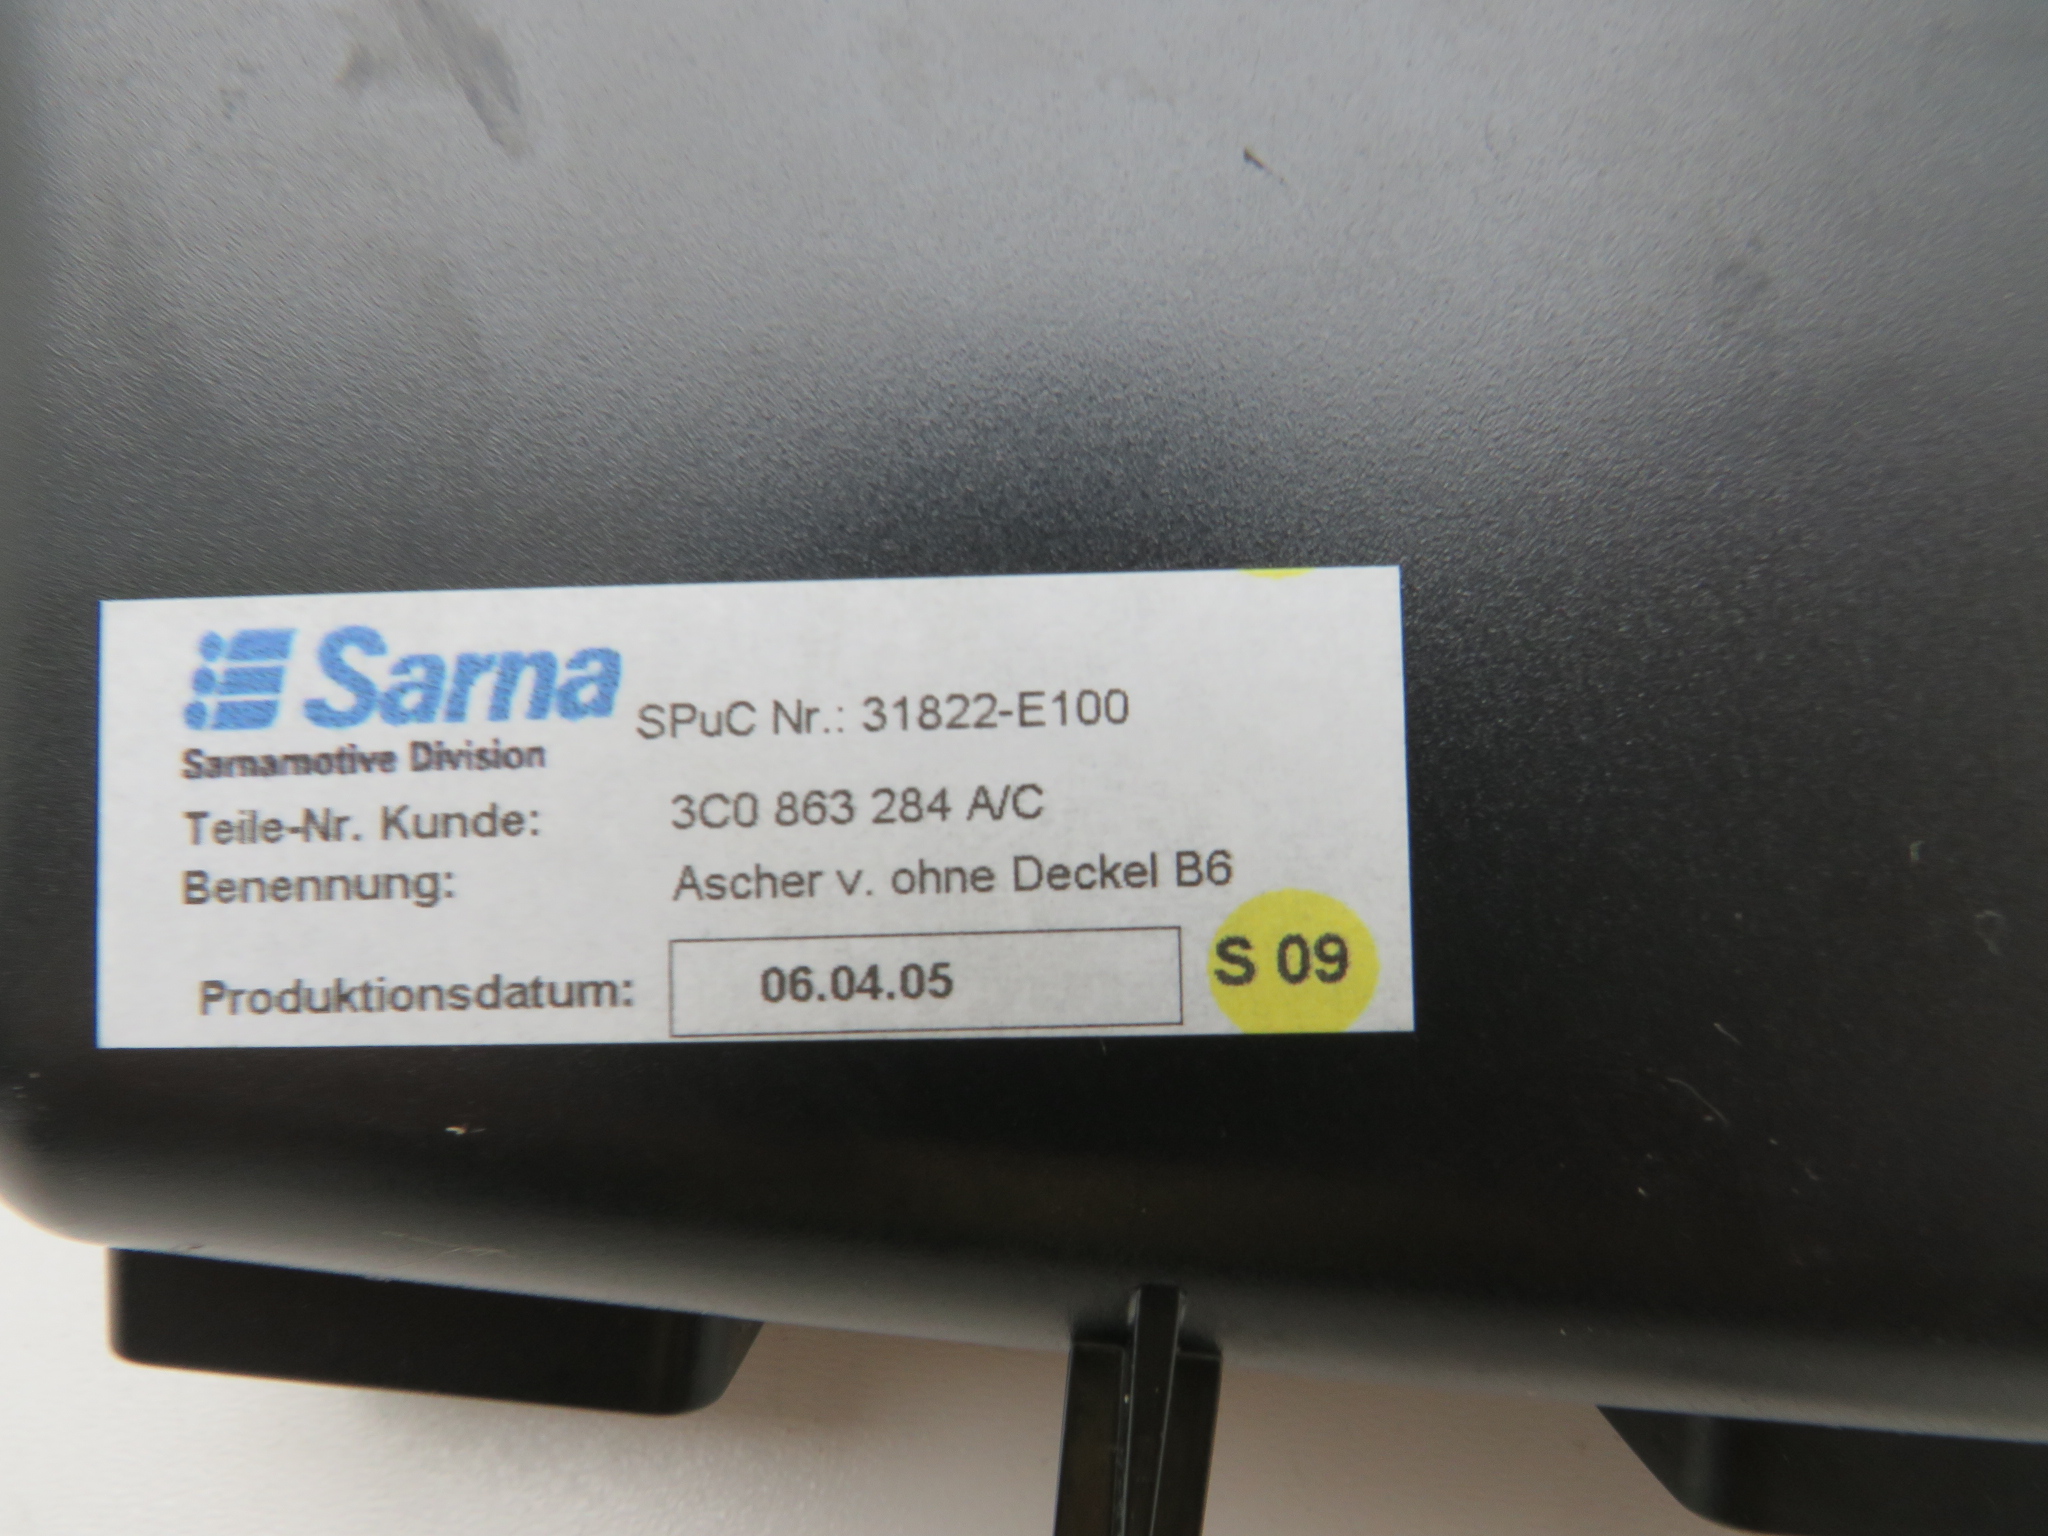 Sarna
Sarnamotive Division
SPuC Nr.: 31822-E100
Teile-Nr. Kunde: 3C0 863 284 A/C
Benennung: Ascher v. ohne Deckel B6
Produktionsdatum: 06.04.05
S 09